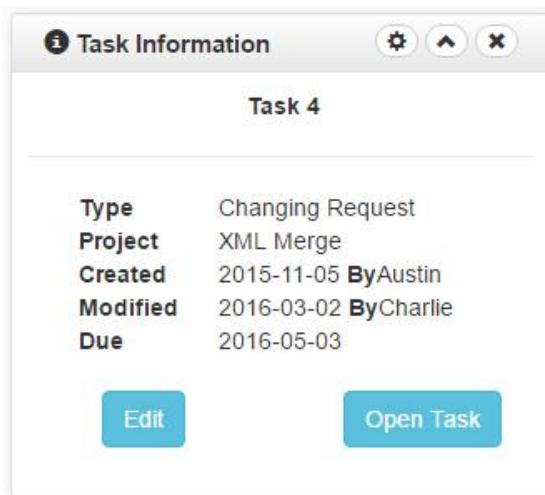 Task Information
Task 4
Type Changing Request
Project XML Merge
Created 2015-11-05 ByAustin
Modified 2016-03-02 ByCharlie
Due 2016-05-03
Edit Open Task